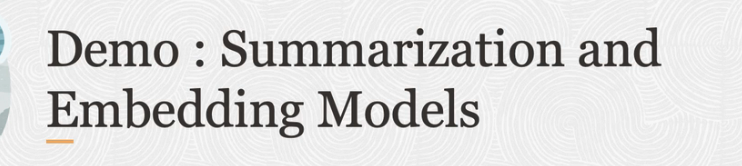 Demo : Summarization and
Embedding Models